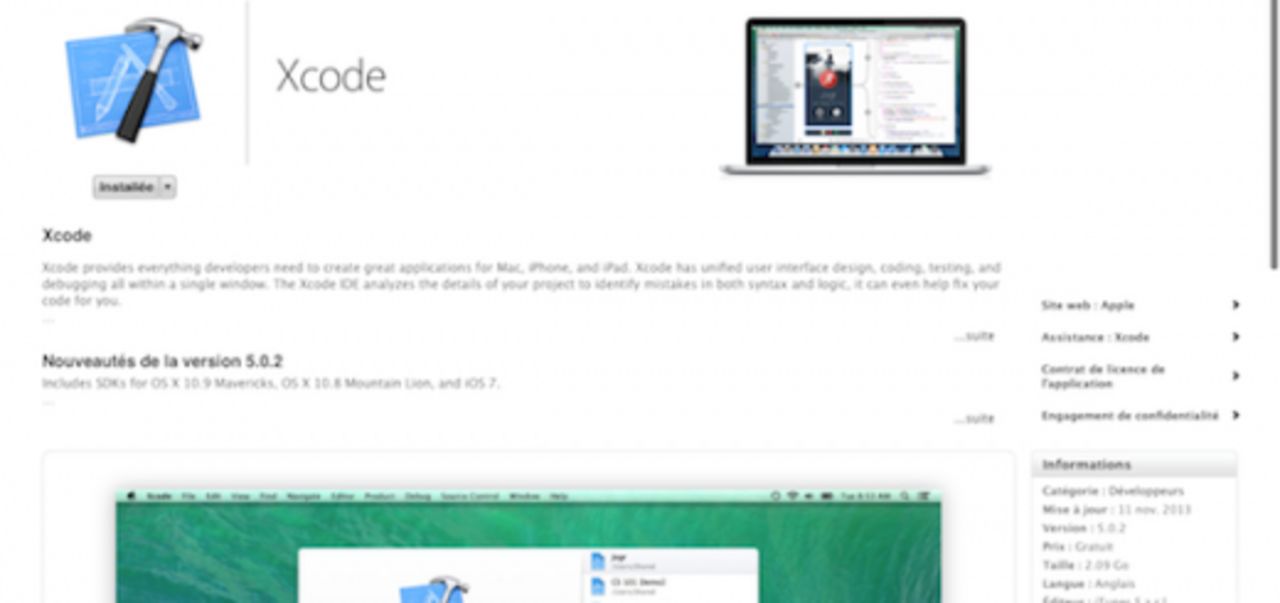 Xcode
Installée
Xcode
Xcode provides everything developers need to create great applications for Mac, iPhone, and iPad. Xcode has unified user interface design, coding, testing, and
debugging all within a single window. The Xcode IDE analyzes the details of your project to identify mistakes in both syntax and logic, it can even help fix your
code for you.
...
...suite
Nouveautés de la version 5.0.2
Includes SDKs for OS X 10.9 Mavericks, OS X 10.8 Mountain Lion, and iOS 7.
...
...suite
Site web : Apple
Assistance : Xcode
Contrat de licence de
l'application
Engagement de confidentialité
Informations
Catégorie : Développeurs
Mise à jour : 11 nov. 2013
Version : 5.0.2
Prix : Gratuit
Taille : 2.09 Go
Langue : Anglais
Xcode File Edit View Find Navigate Editor Product Debug Source Control Window Help